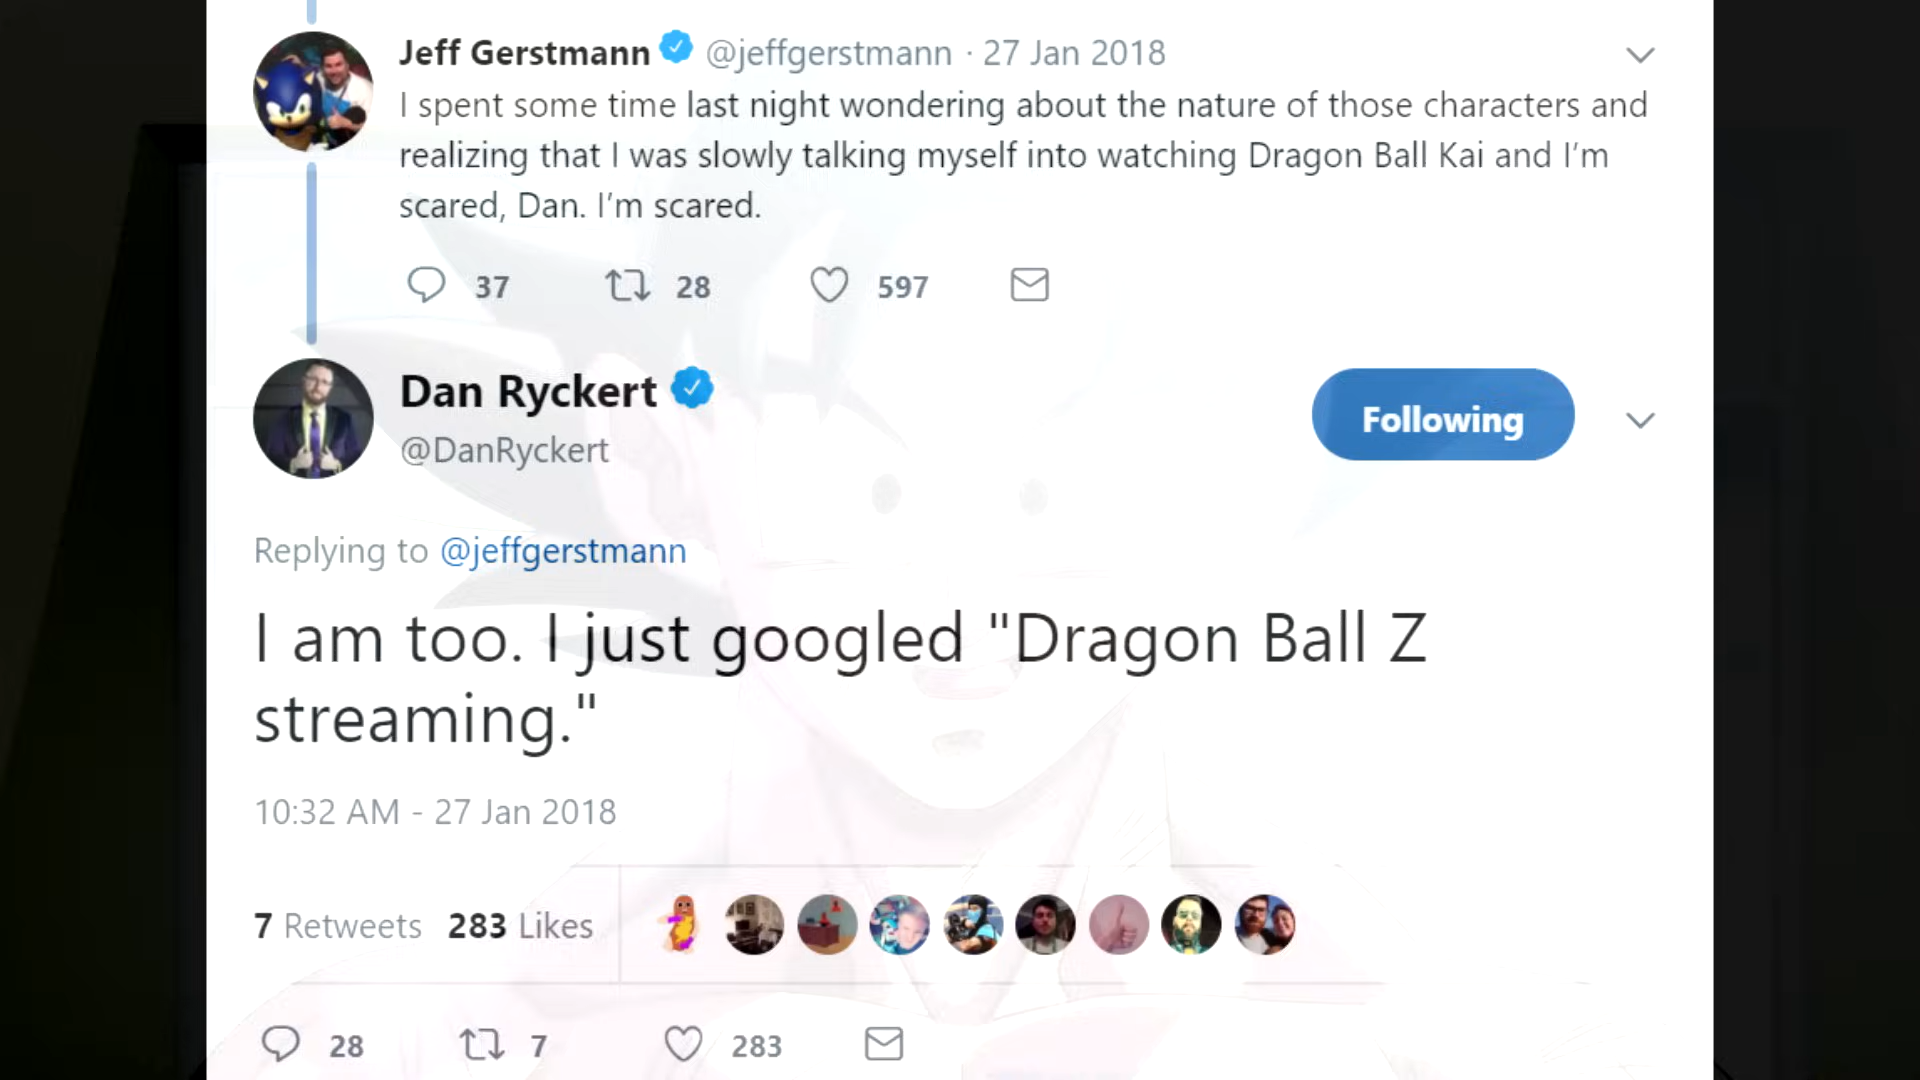 Jeff Gerstmann @jeffgerstmann · 27 Jan 2018
I spent some time last night wondering about the nature of those characters and
realizing that I was slowly talking myself into watching Dragon Ball Kai and I’m
scared, Dan. I’m scared.
37 28 597
Dan Ryckert
@DanRyckert
Following
Replying to @jeffgerstmann
I am too. I just googled "Dragon Ball Z
streaming."
10:32 AM - 27 Jan 2018
7 Retweets 283 Likes
28 7 283